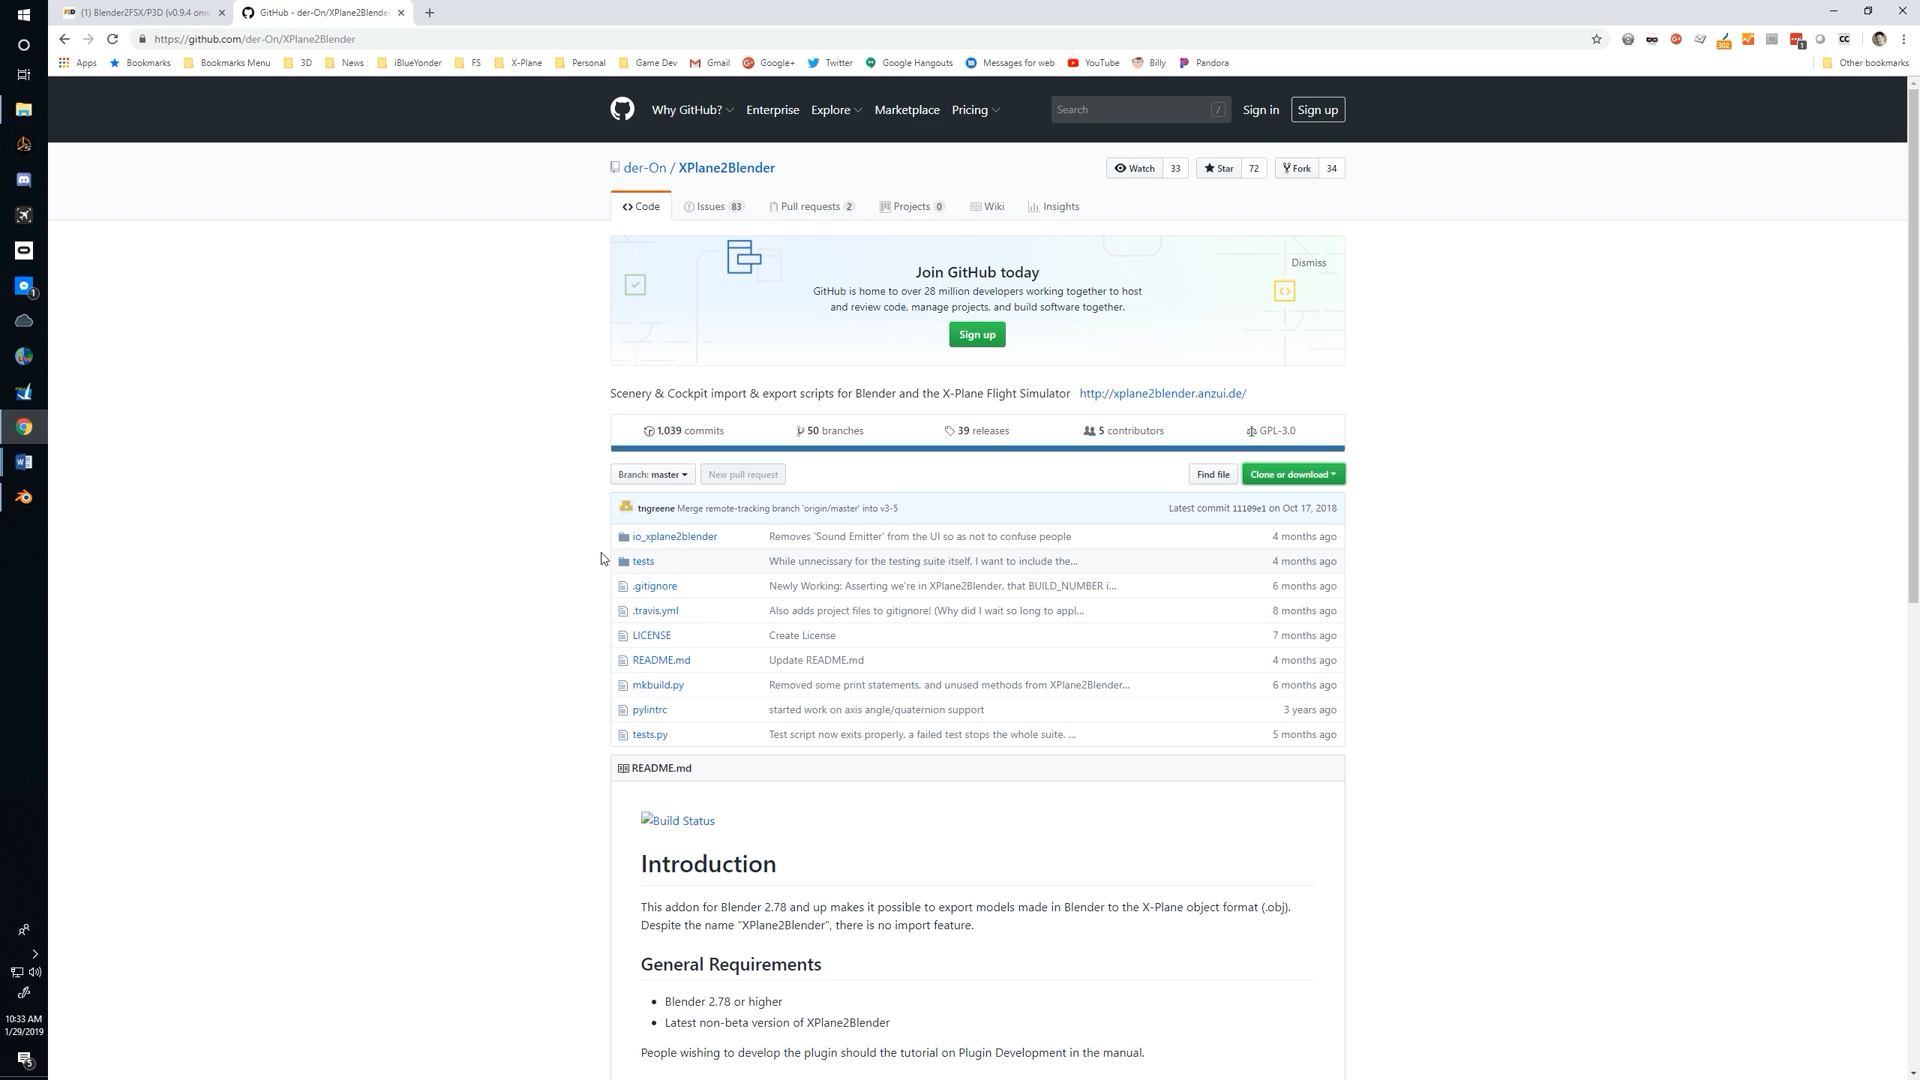 (1) Blender2FSX/P3D (v0.9.4 onw
GitHub - der-On/XPlane2Blender
https://github.com/der-On/XPlane2Blender
302
1
CC
Apps Bookmarks Bookmarks Menu 3D News iBlueYonder FS X-Plane Personal Game Dev Gmail Google+ Twitter Google Hangouts Messages for web YouTube Billy Pandora Other bookmarks
Why GitHub? Enterprise Explore Marketplace Pricing Search / Sign in Sign up
der-On / XPlane2Blender
Watch 33 Star 72 Fork 34
Code Issues 83 Pull requests 2 Projects 0 Wiki Insights
Dismiss
Join GitHub today
GitHub is home to over 28 million developers working together to host
and review code, manage projects, and build software together.
Sign up
Scenery & Cockpit import & export scripts for Blender and the X-Plane Flight Simulator http://xplane2blender.anzui.de/
1,039 commits 50 branches 39 releases 5 contributors GPL-3.0
Branch: master New pull request Find file Clone or download
tngreene Merge remote-tracking branch 'origin/master' into v3-5 Latest commit 11109e1 on Oct 17, 2018
io_xplane2blender Removes 'Sound Emitter' from the UI so as not to confuse people 4 months ago
tests While unnecissary for the testing suite itself, I want to include the... 4 months ago
.gitignore Newly Working: Asserting we're in XPlane2Blender, that BUILD_NUMBER i... 6 months ago
.travis.yml Also adds project files to gitignore! (Why did I wait so long to appl... 8 months ago
LICENSE Create License 7 months ago
README.md Update README.md 4 months ago
mkbuild.py Removed some print statements, and unused methods from XPlane2Blender... 6 months ago
pylintrc started work on axis angle/quaternion support 3 years ago
tests.py Test script now exits properly, a failed test stops the whole suite. ... 5 months ago
README.md
Build Status
Introduction
This addon for Blender 2.78 and up makes it possible to export models made in Blender to the X-Plane object format (.obj).
Despite the name "XPlane2Blender", there is no import feature.
General Requirements
Blender 2.78 or higher
Latest non-beta version of XPlane2Blender
People wishing to develop the plugin should the tutorial on Plugin Development in the manual.
1
10:33 AM
1/29/2019
5